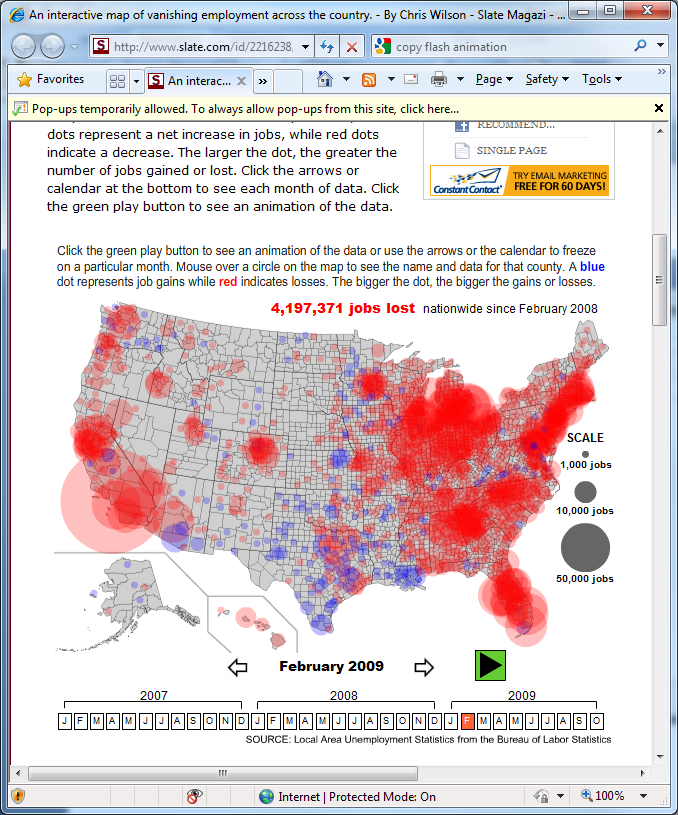 An interactive map of vanishing employment across the country. - By Chris Wilson - Slate Magazi - ...
http://www.slate.com/id/2216238,
copy flash animation
Favorites
An interac...
Page
Safety
Tools
Pop-ups temporarily allowed. To always allow pop-ups from this site, click here...
dots represent a net increase in jobs, while red dots
indicate a decrease. The larger the dot, the greater the
number of jobs gained or lost. Click the arrows or
calendar at the bottom to see each month of data. Click
the green play button to see an animation of the data.
RECOMMEND...
SINGLE PAGE
Constant Contact
TRY EMAIL MARKETING
FREE FOR 60 DAYS!
Click the green play button to see an animation of the data or use the arrows or the calendar to freeze
on a particular month. Mouse over a circle on the map to see the name and data for that county. A blue
dot represents job gains while red indicates losses. The bigger the dot, the bigger the gains or losses.
4,197,371 jobs lost nationwide since February 2008
SCALE
1,000 jobs
10,000 jobs
50,000 jobs
February 2009
2007 2008 2009
J F M A M J J A S O N D J F M A M J J A S O N D J F M A M J J A S O
SOURCE: Local Area Unemployment Statistics from the Bureau of Labor Statistics
Internet | Protected Mode: On
100%